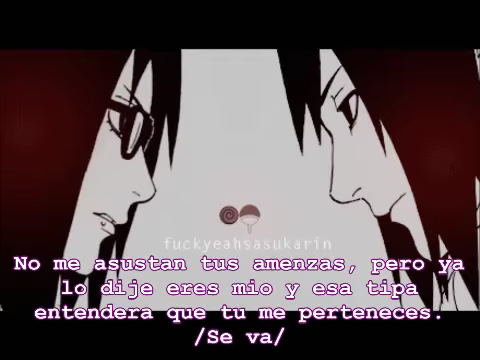 fuckyeahsasukarin
No me asustan tus amenzas, pero ya
lo dije eres mio y esa tipa
entendera que tu me perteneces.
/Se va/